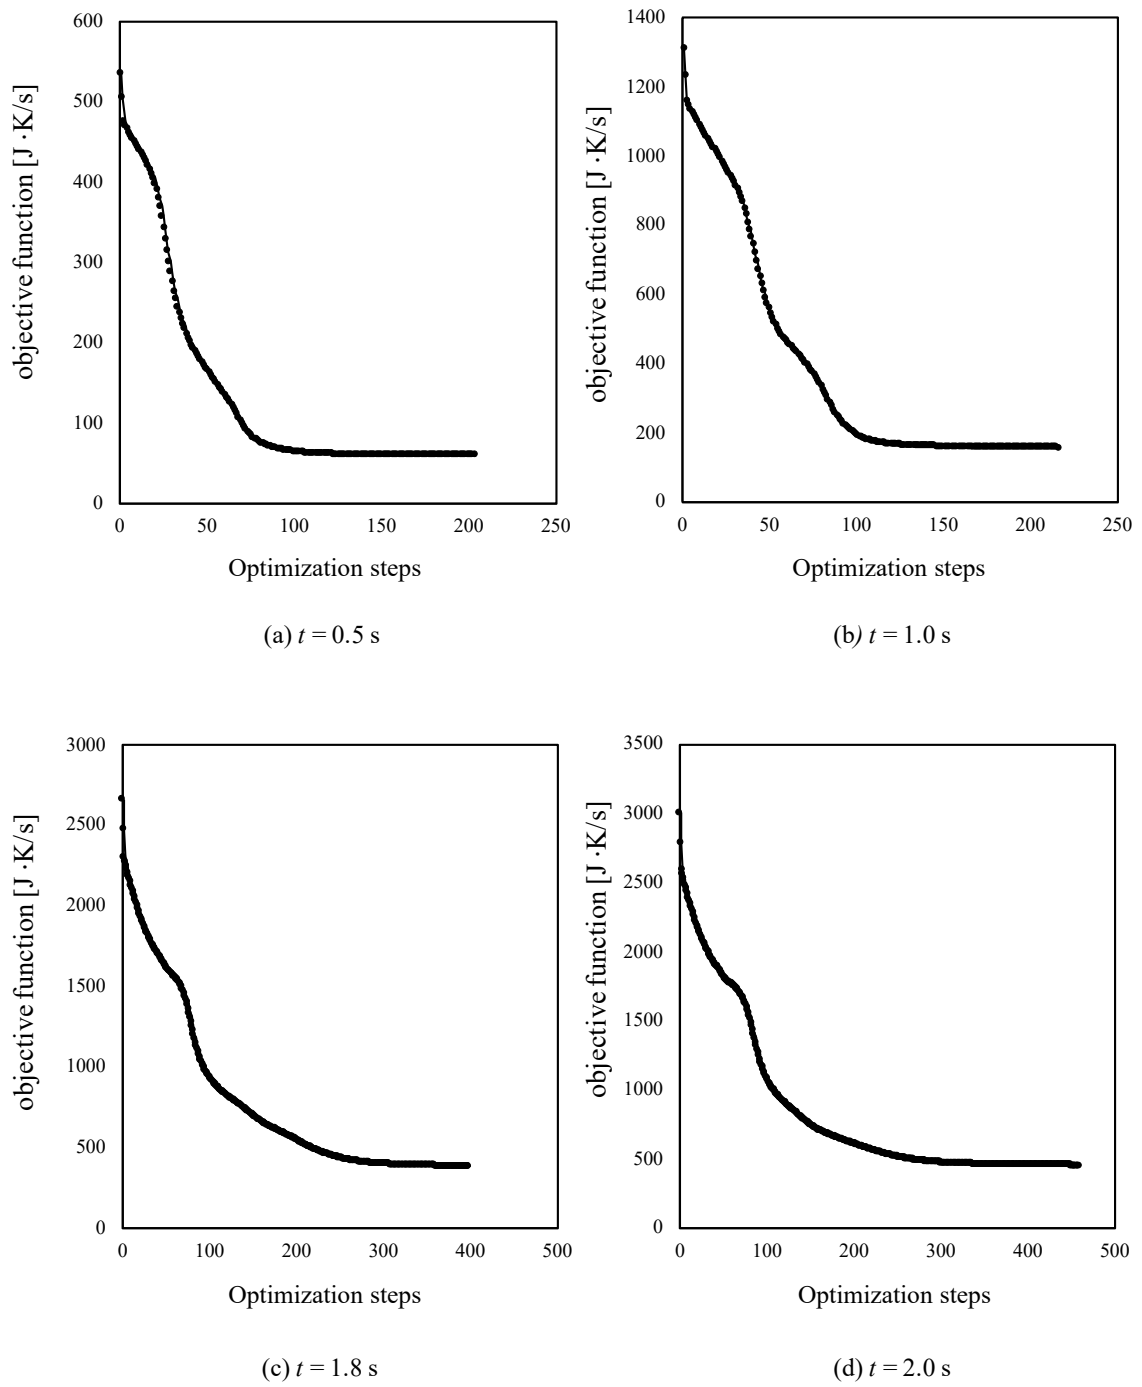 600
500
400
300
200
100
0
0 50 100 150 200 250
objective function [J·K/s]
Optimization steps
(a) t = 0.5 s
1400
1200
1000
800
600
400
200
0
0 50 100 150 200 250
objective function [J·K/s]
Optimization steps
(b) t = 1.0 s
3000
2500
2000
1500
1000
500
0
0 100 200 300 400 500
objective function [J·K/s]
Optimization steps
(c) t = 1.8 s
3500
3000
2500
2000
1500
1000
500
0
0 100 200 300 400 500
objective function [J·K/s]
Optimization steps
(d) t = 2.0 s